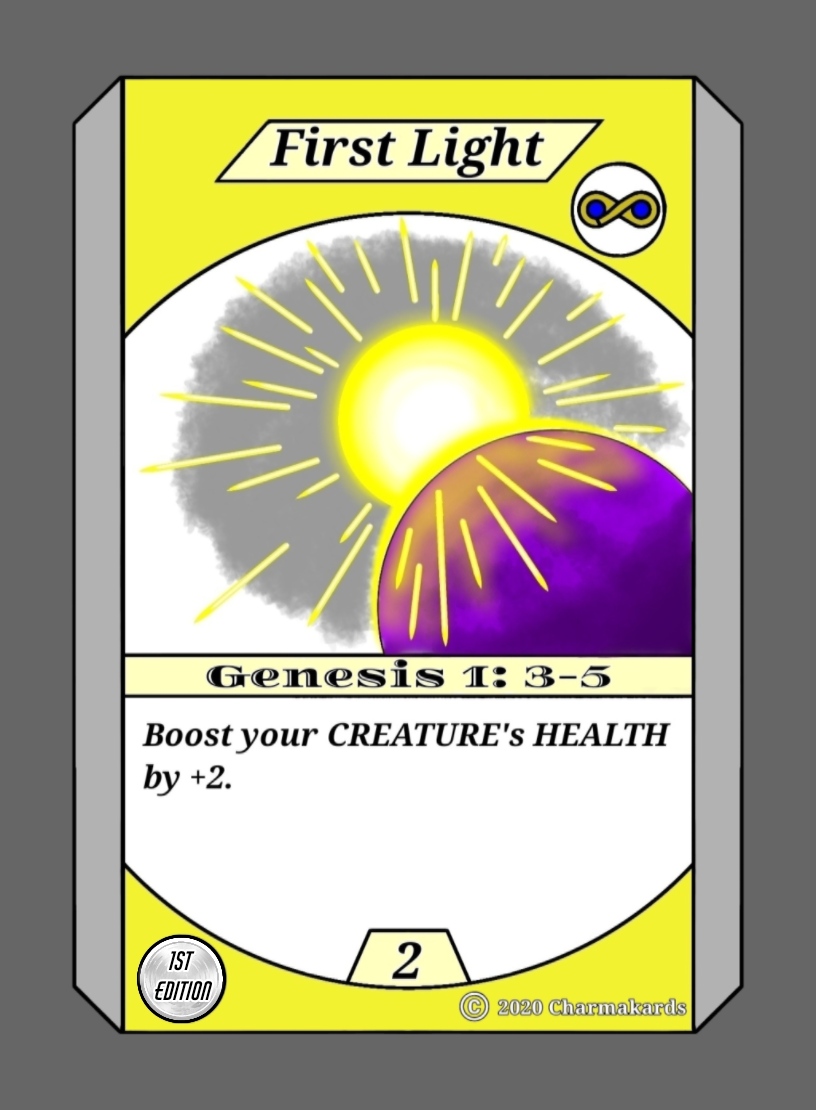 First Light
Genesis 1: 3-5
Boost your CREATURE's HEALTH
by +2.
2
1ST
EDITION
© 2020 Charmakards